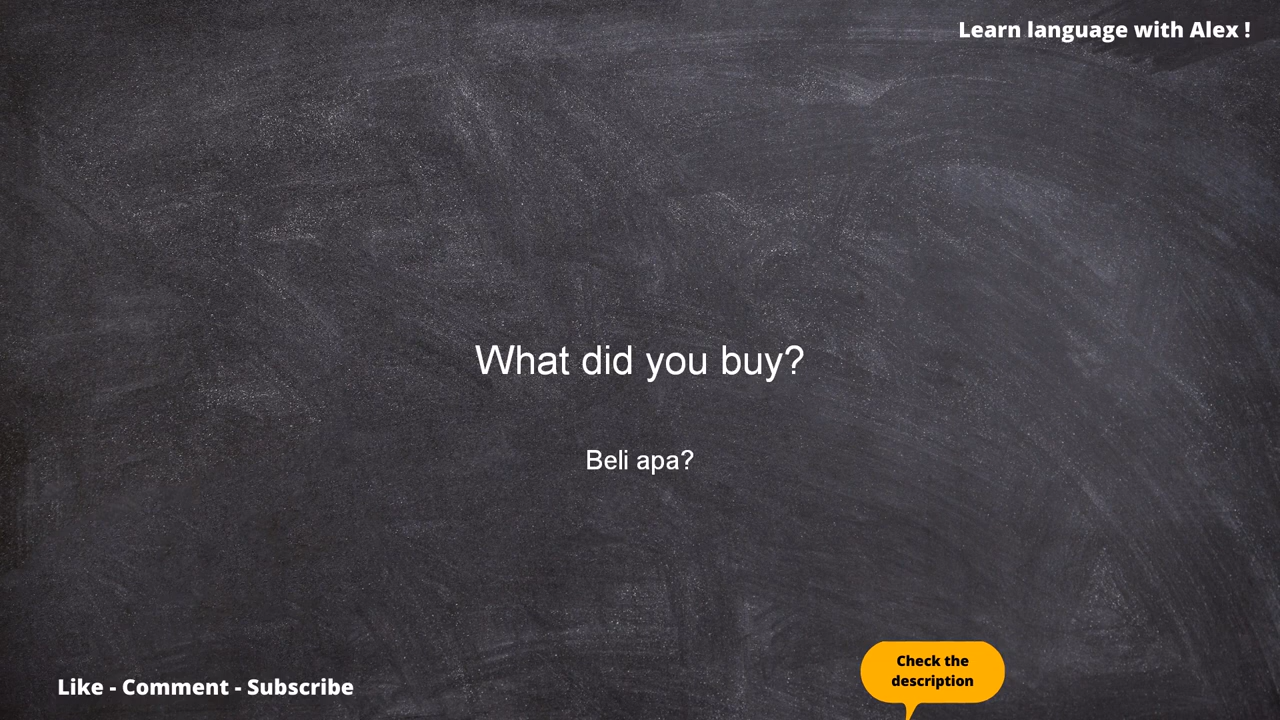 Learn language with Alex !
What did you buy?
Beli apa?
Check the
description
Like - Comment - Subscribe